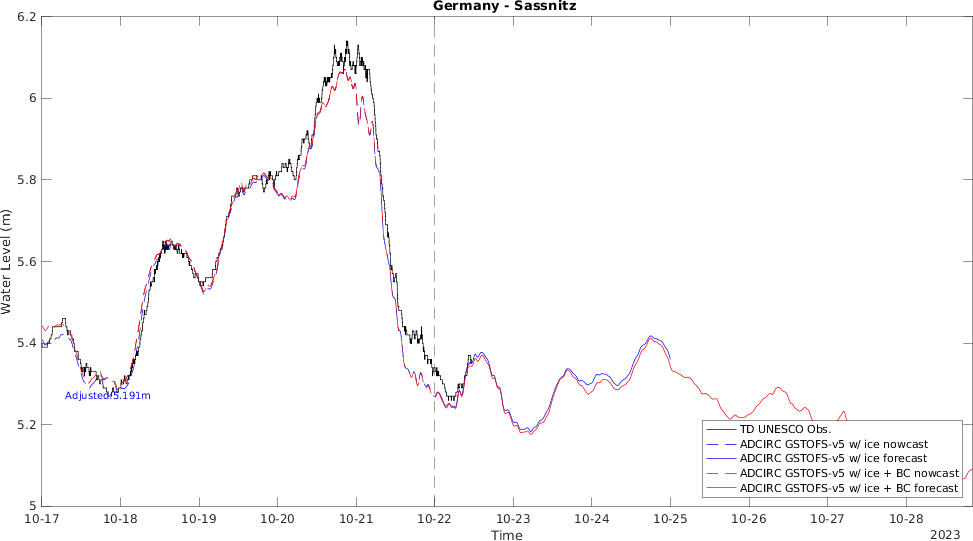 Germany - Sassnitz
6.2
6
5.8
5.6
5.4
5.2
5
Water Level (m)
Adjusted:5.191m
TD UNESCO Obs.
ADCIRC GSTOFS-v5 w/ ice nowcast
ADCIRC GSTOFS-v5 w/ ice forecast
ADCIRC GSTOFS-v5 w/ ice + BC nowcast
ADCIRC GSTOFS-v5 w/ ice + BC forecast
10-17 10-18 10-19 10-20 10-21 10-22 10-23 10-24 10-25 10-26 10-27 10-28
Time
2023